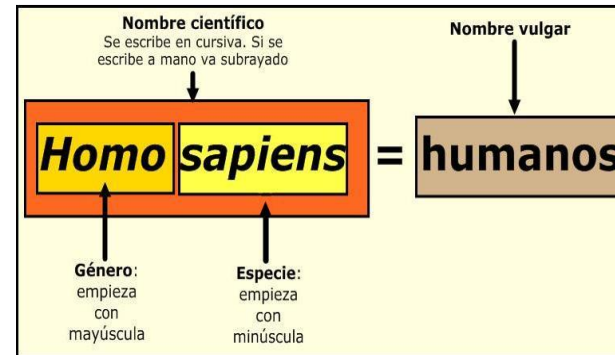 Nombre científico
Se escribe en cursiva. Si se
escribe a mano va subrayado
Nombre vulgar
Homo sapiens = humanos
Género:
empieza
con
mayúscula
Especie:
empieza
con
minúscula